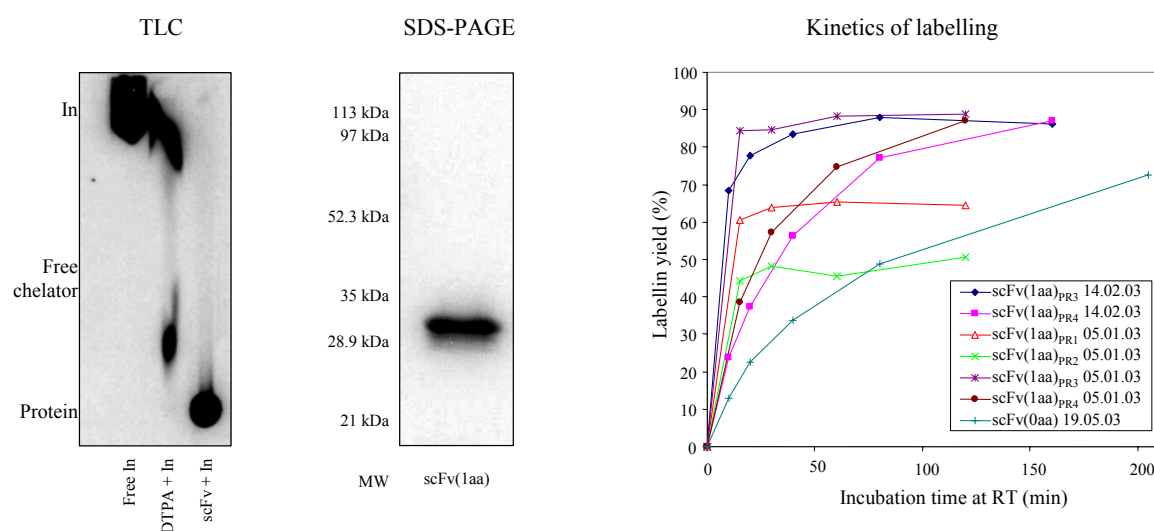 TLC
In
Free
chelator
Protein
Free In
DTPA + In
scFv + In
SDS-PAGE
113 kDa
97 kDa
52.3 kDa
35 kDa
28.9 kDa
21 kDa
MW
scFv(1aa)
Kinetics of labelling
Labellin yield (%)
100
90
80
70
60
50
40
30
20
10
0
0
50
100
150
200
Incubation time at RT (min)
scFv(1aa)PR3 14.02.03
scFv(1aa)PR4 14.02.03
scFv(1aa)PR1 05.01.03
scFv(1aa)PR2 05.01.03
scFv(1aa)PR3 05.01.03
scFv(1aa)PR4 05.01.03
scFv(0aa) 19.05.03